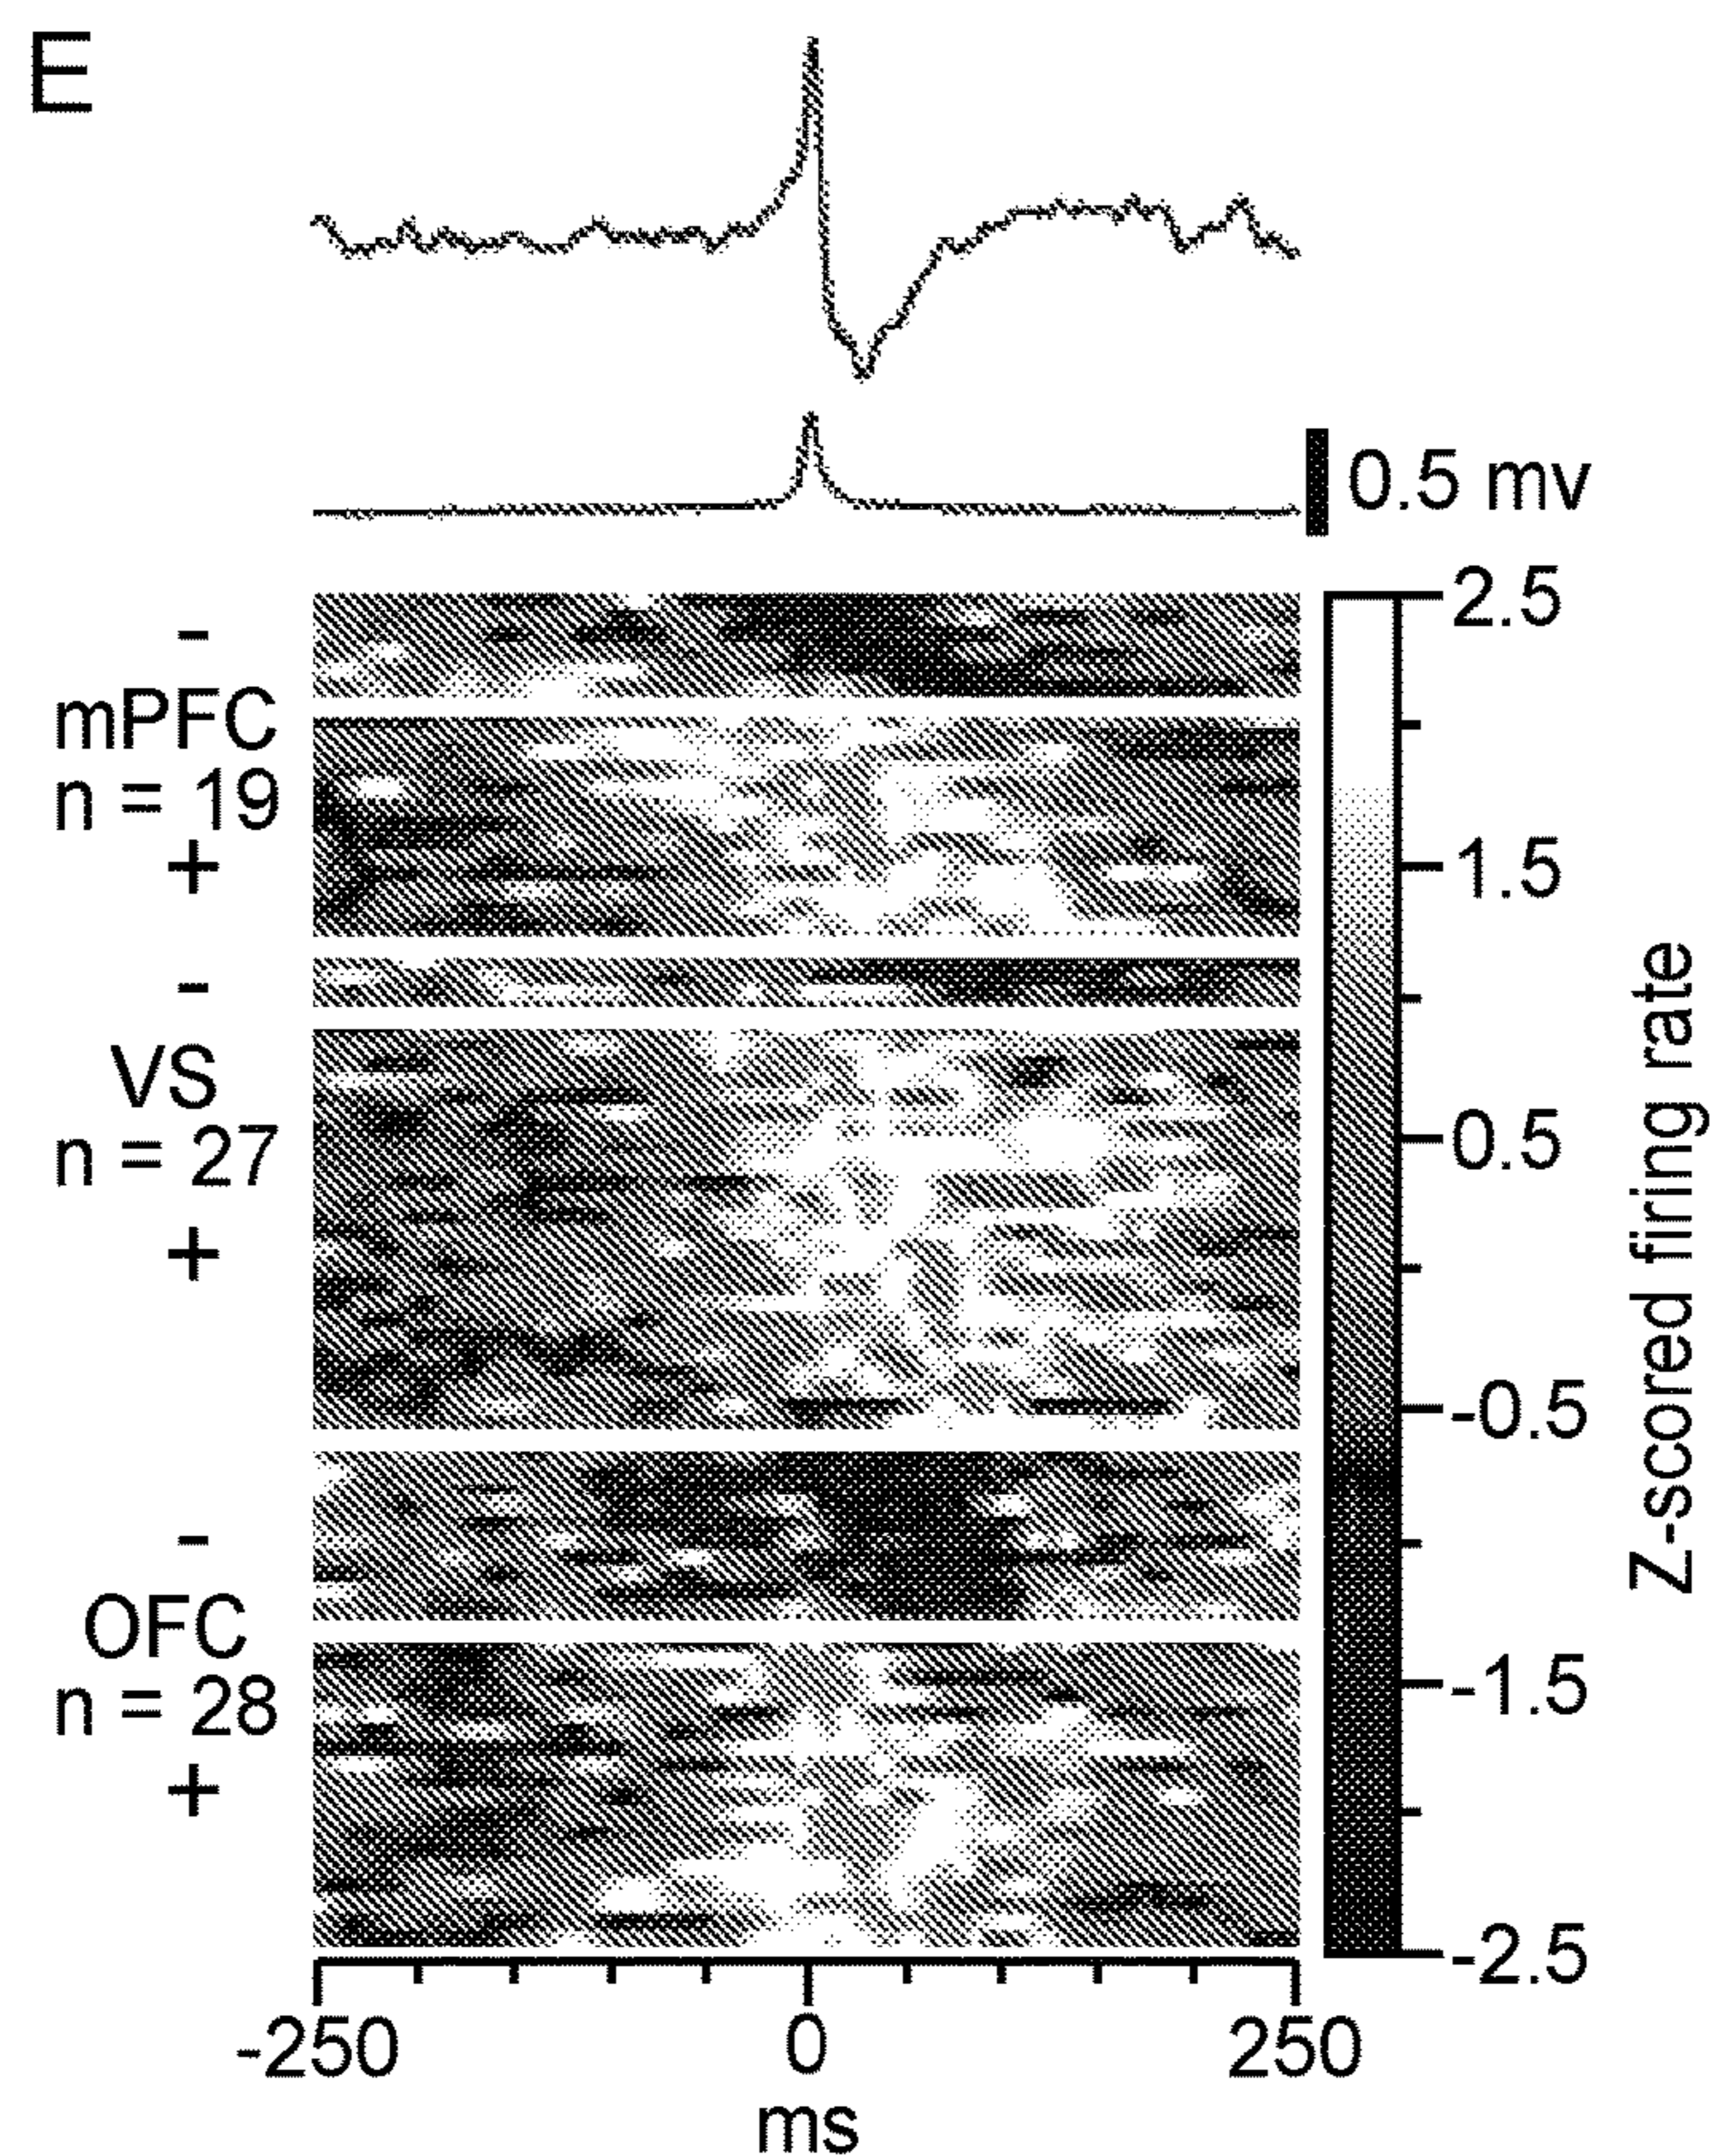 E
0.5 mv
-
mPFC
n = 19
+
-
VS
n = 27
+
-
OFC
n = 28
+
2.5
1.5
0.5
-0.5
-1.5
-2.5
Z-scored firing rate
-250
0
250
ms